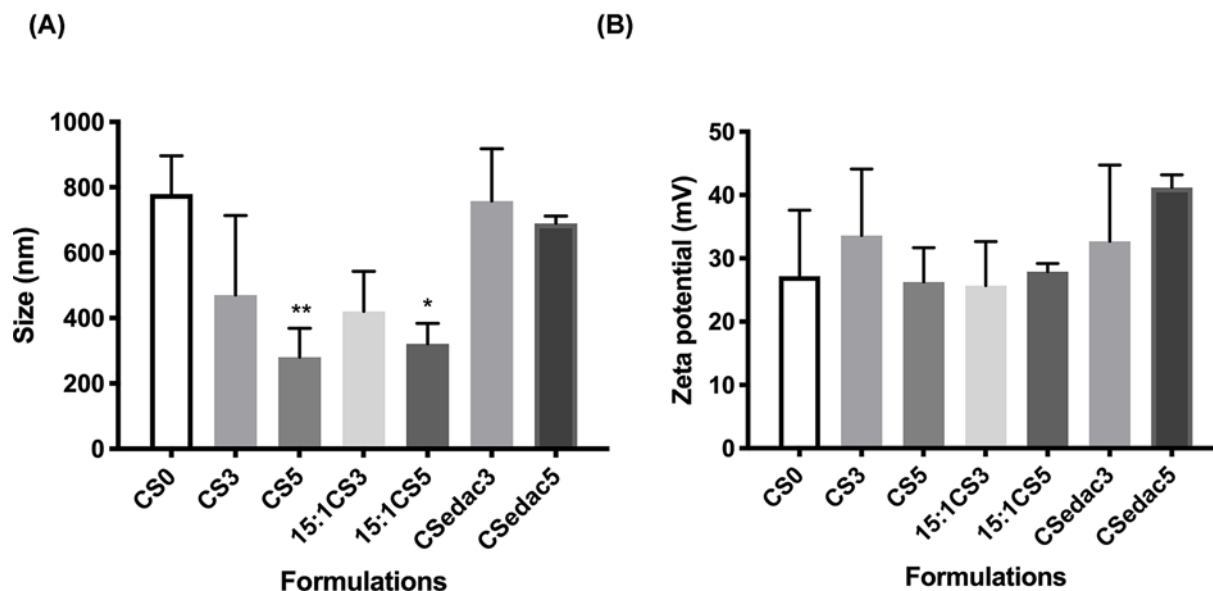 (A)
Size (nm)
1000
800
600
400
200
0
**
*
CS0
CS3
CS5
15:1CS3
15:1CS5
CSedac3
CSedac5
Formulations
(B)
Zeta potential (mV)
50
40
30
20
10
0
CS0
CS3
CS5
15:1CS3
15:1CS5
CSedac3
CSedac5
Formulations